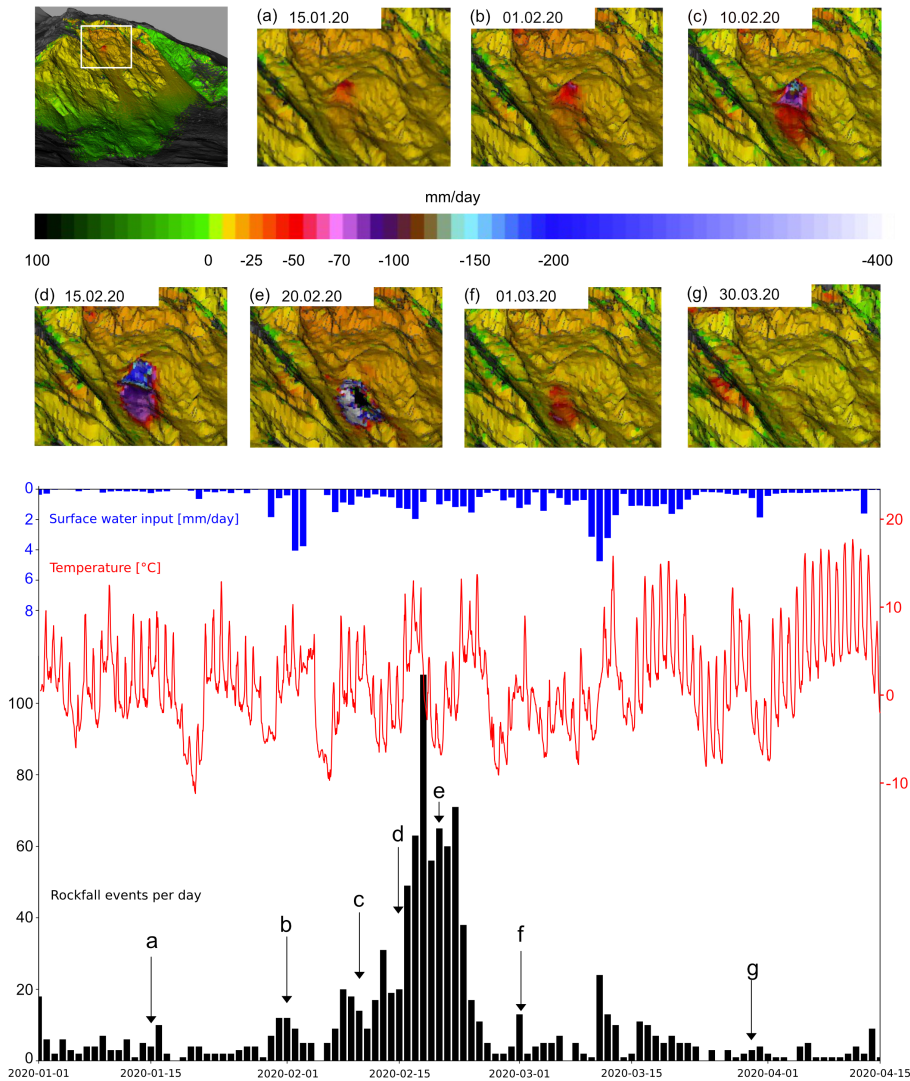 (a) 15.01.20
(b) 01.02.20
(c) 10.02.20
mm/day
100 0 -25 -50 -70 -100 -150 -200 -400
(d) 15.02.20
(e) 20.02.20
(f) 01.03.20
(g) 30.03.20
0
2
4
6
8
Surface water input [mm/day]
Temperature [°C]
20
10
0
-10
100
80
60
40
20
0
Rockfall events per day
a
b
c
d
e
f
g
2020-01-01 2020-01-15 2020-02-01 2020-02-15 2020-03-01 2020-03-15 2020-04-01 2020-04-15